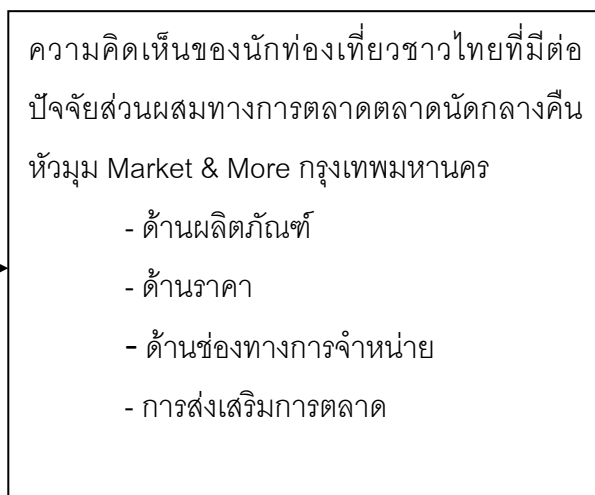 ความคิดเห็นของนักท่องเที่ยวชาวไทยที่มีต่อ
ปัจจัยส่วนผสมทางการตลาดตลาดนัดกลางคืน
หัวมุม Market & More กรุงเทพมหานคร
- ด้านผลิตภัณฑ์
- ด้านราคา
- ด้านช่องทางการจำหน่าย
- การส่งเสริมการตลาด